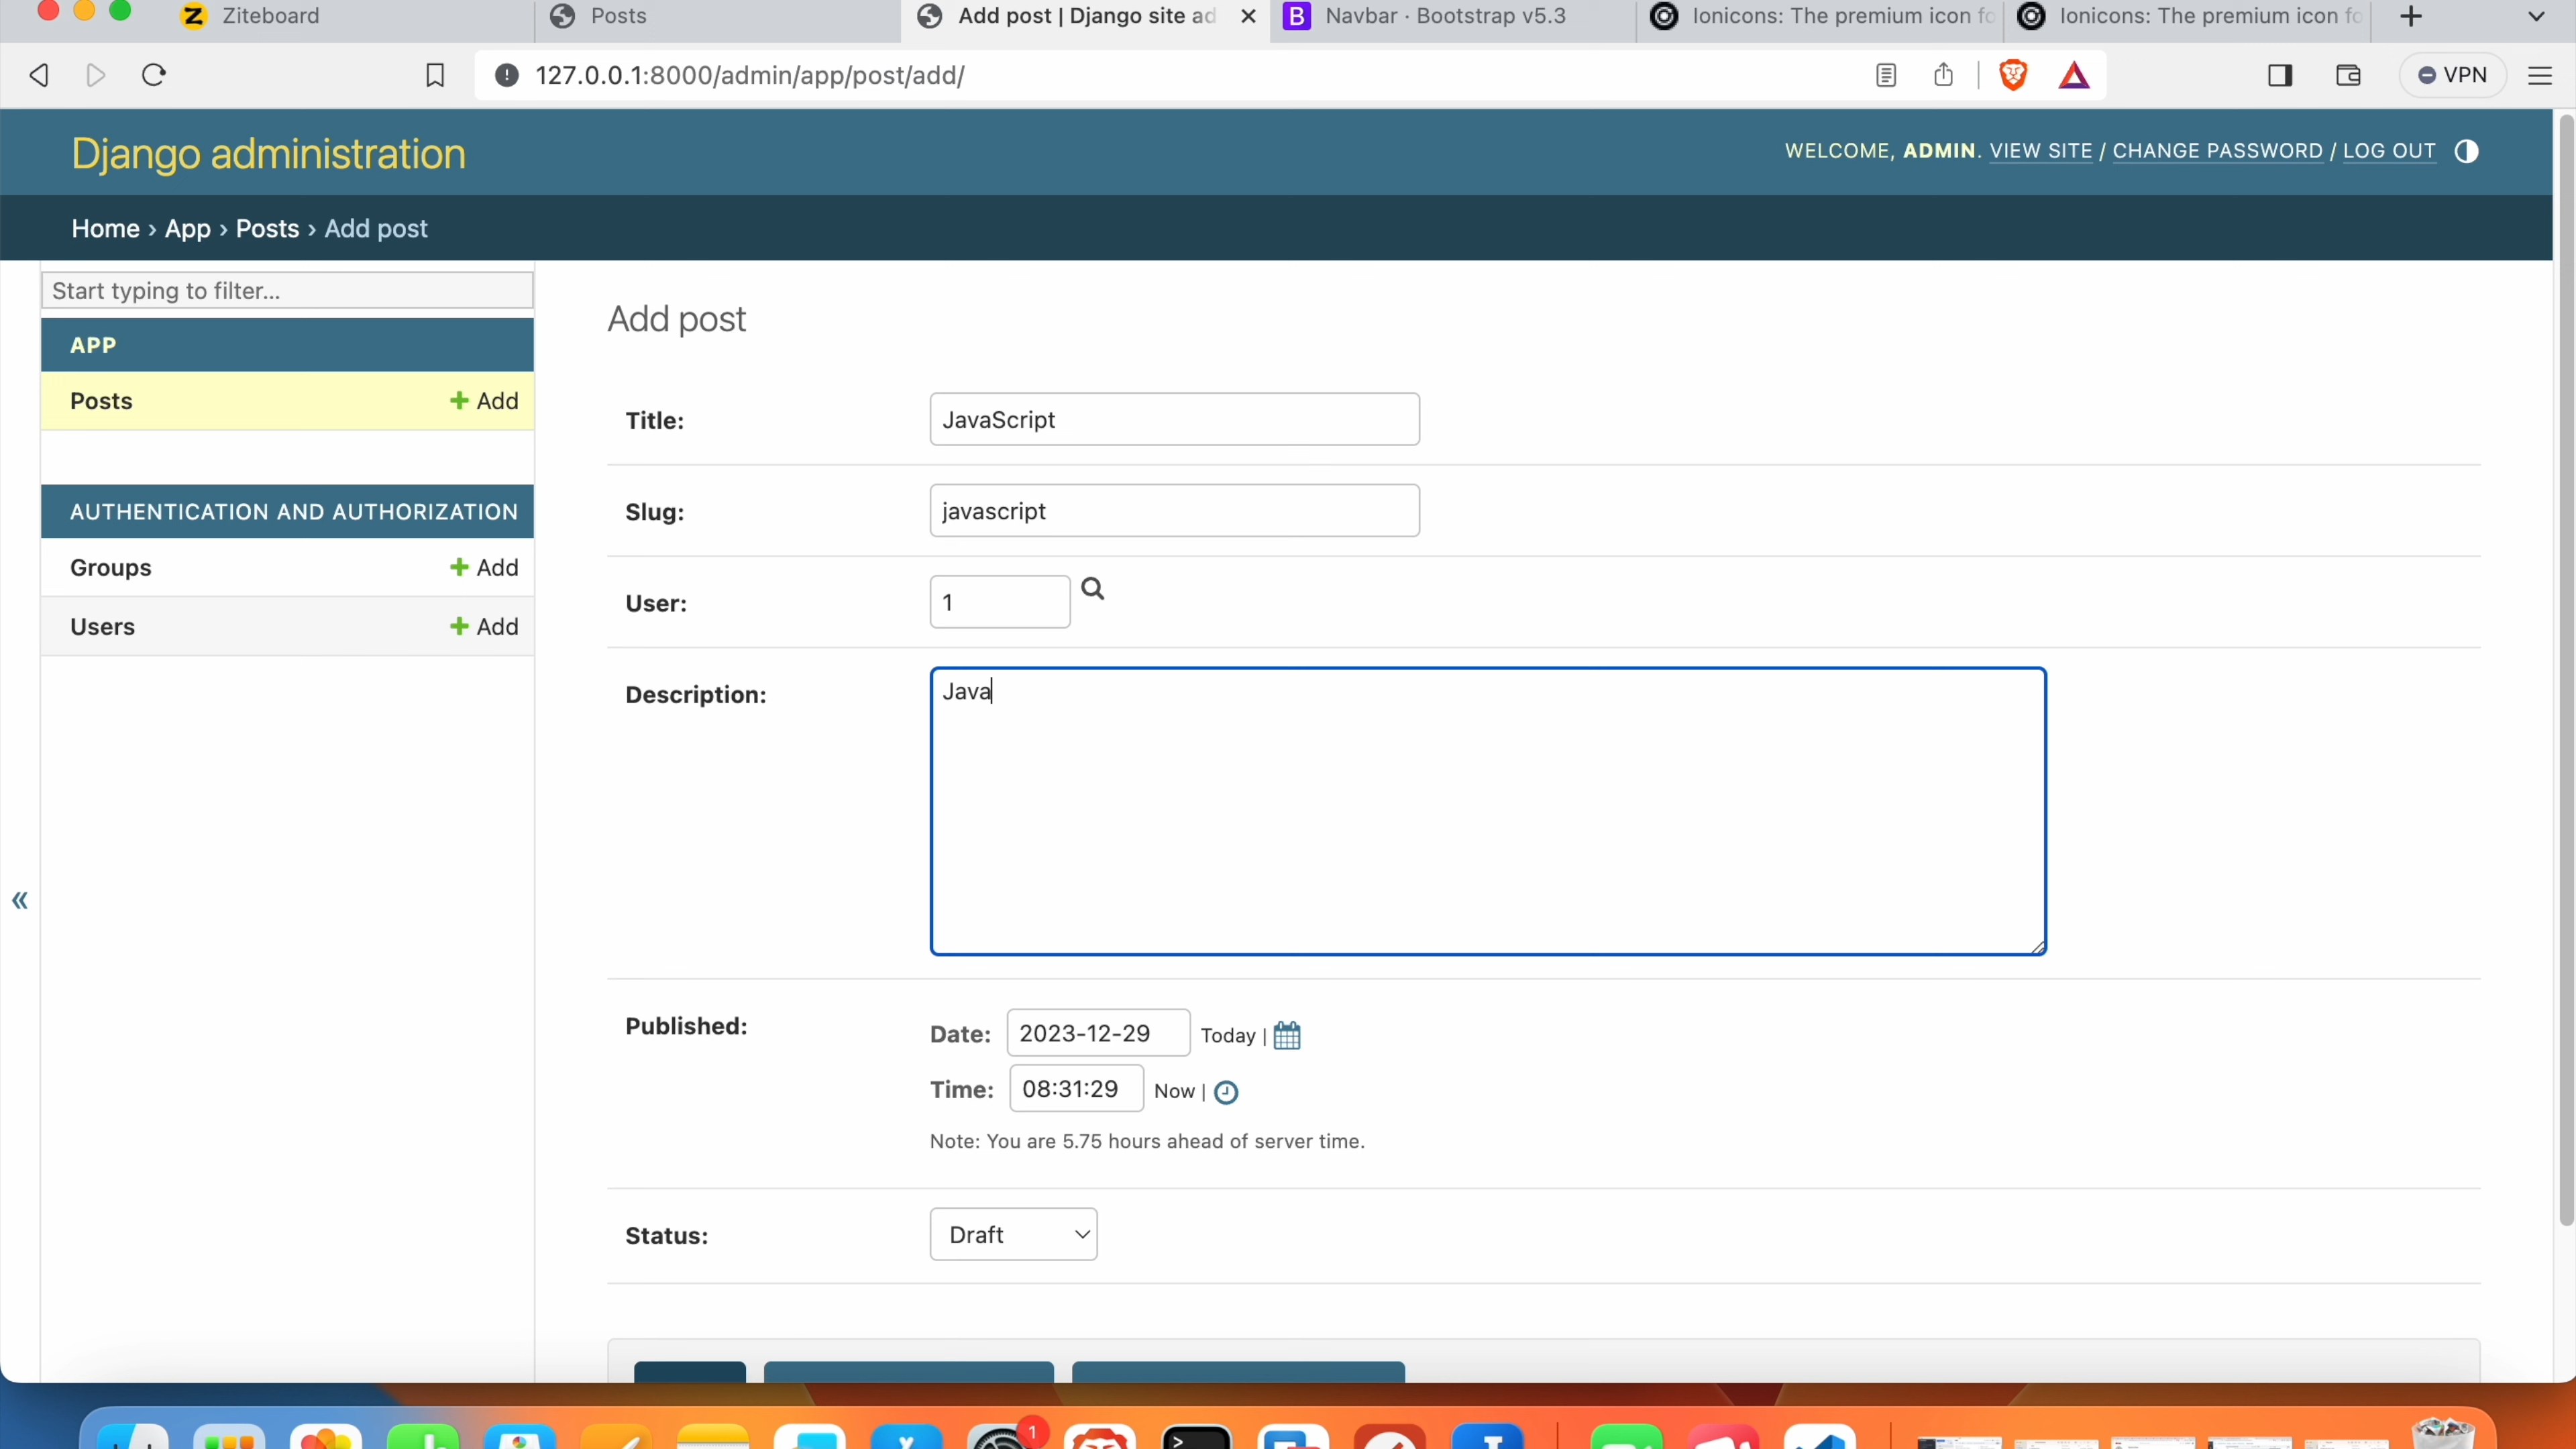 Ziteboard
Posts
Add post | Django site ad
Navbar · Bootstrap v5.3
Ionicons: The premium icon fo
Ionicons: The premium icon fo
127.0.0.1:8000/admin/app/post/add/
VPN
Django administration
WELCOME, ADMIN. VIEW SITE / CHANGE PASSWORD / LOG OUT
Home › App › Posts › Add post
Start typing to filter...
APP
Posts
Add
AUTHENTICATION AND AUTHORIZATION
Groups
Add
Users
Add
«
Add post
Title:
JavaScript
Slug:
javascript
User:
1
Description:
Java
Published:
Date:
2023-12-29
Today |
Time:
08:31:29
Now |
Note: You are 5.75 hours ahead of server time.
Status:
Draft
1